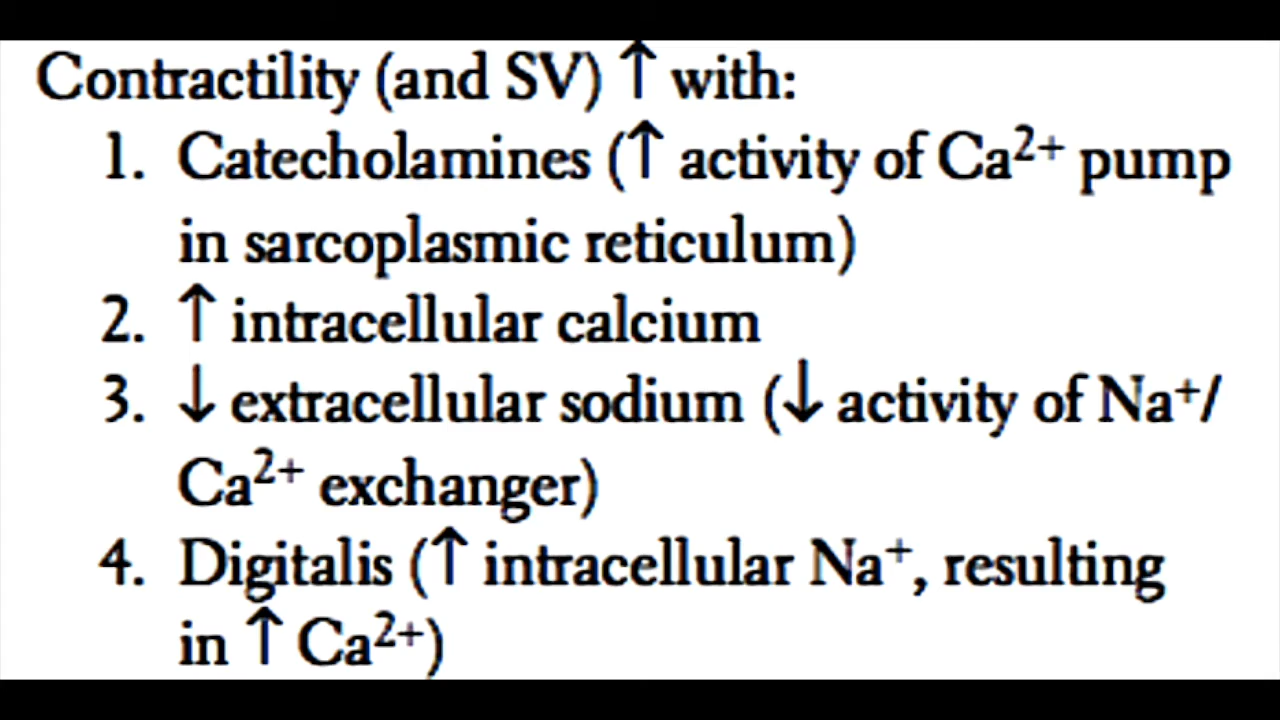 Contractility (and SV) ↑ with:
1. Catecholamines (↑ activity of Ca²⁺ pump
in sarcoplasmic reticulum)
2. ↑ intracellular calcium
3. ↓ extracellular sodium (↓ activity of Na⁺/
Ca²⁺ exchanger)
4. Digitalis (↑ intracellular Na⁺, resulting
in ↑ Ca²⁺)